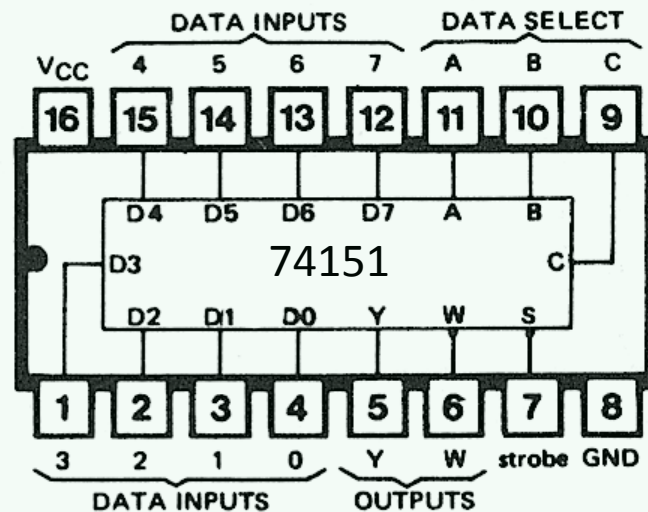 DATA INPUTS DATA SELECT
VCC 4 5 6 7 A B C
16 15 14 13 12 11 10 9
D4 D5 D6 D7 A B
D3 74151 C
D2 D1 D0 Y W S
1 2 3 4 5 6 7 8
3 2 1 0 Y W strobe GND
DATA INPUTS OUTPUTS